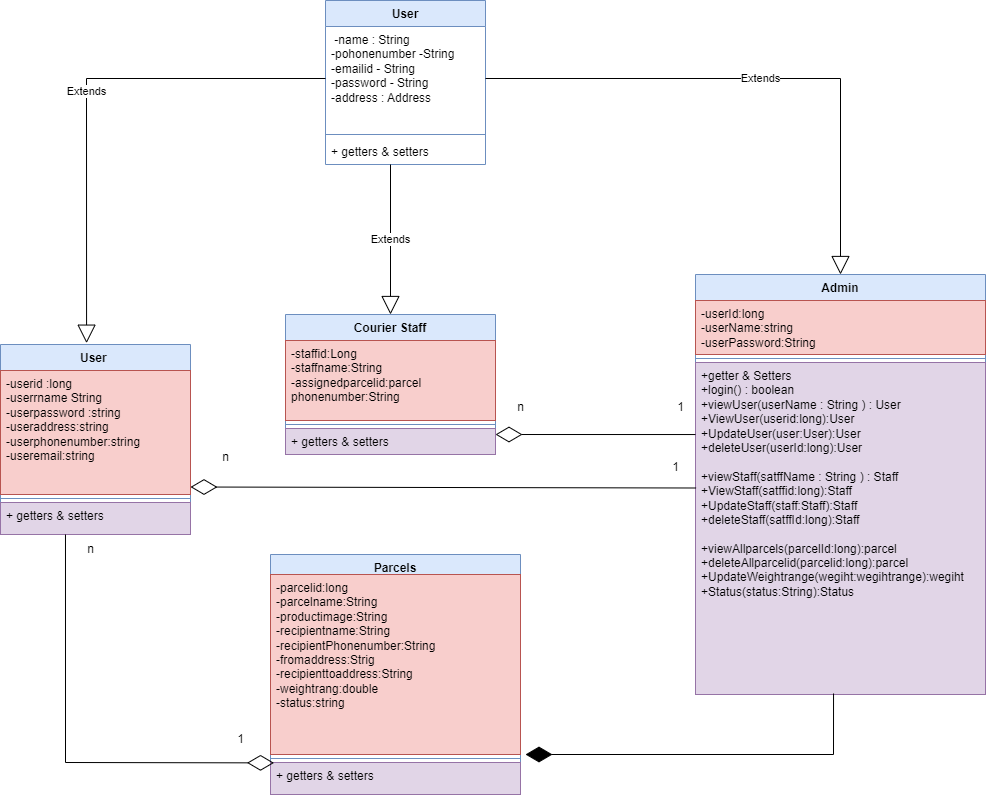 User
-name : String
-pohonenumber -String
-emailid - String
-password - String
-address : Address
+ getters & setters
Extends
Extends
Extends
User
-userid :long
-userrname String
-userpassword :string
-useraddress:string
-userphonenumber:string
-useremail:string
+ getters & setters
Courier Staff
-staffid:Long
-staffname:String
-assignedparcelid:parcel
phonenumber:String
+ getters & setters
Admin
-userId:long
-userName:string
-userPassword:String
+getter & Setters
+login() : boolean
+viewUser(userName : String ) : User
+ViewUser(userid:long):User
+UpdateUser(user:User):User
+deleteUser(userId:long):User
+viewStaff(satffName : String ) : Staff
+ViewStaff(satffid:long):Staff
+UpdateStaff(staff:Staff):Staff
+deleteStaff(satffId:long):Staff
+viewAllparcels(parcelId:long):parcel
+deleteAllparcelid(parcelid:long):parcel
+UpdateWeightrange(wegiht:wegihtrange):wegiht
+Status(status:String):Status
n
1
n
1
n
1
Parcels
-parcelid:long
-parcelname:String
-productimage:String
-recipientname:String
-recipientPhonenumber:String
-fromaddress:Strig
-recipienttoaddress:String
-weightrang:double
-status:string
+ getters & setters